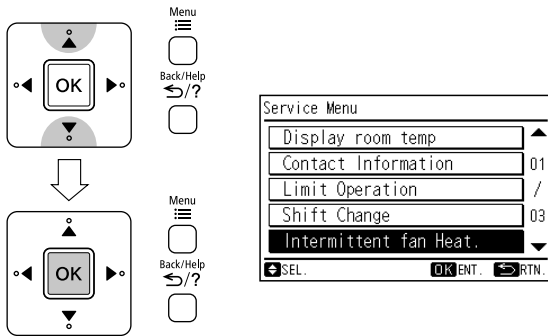 Menu
Back/Help
/?
OK
Menu
Back/Help
/?
OK
Service Menu
Display room temp
Contact Information
01
Limit Operation
/
Shift Change
03
Intermittent fan Heat.
SEL.
OK ENT.
RTN.